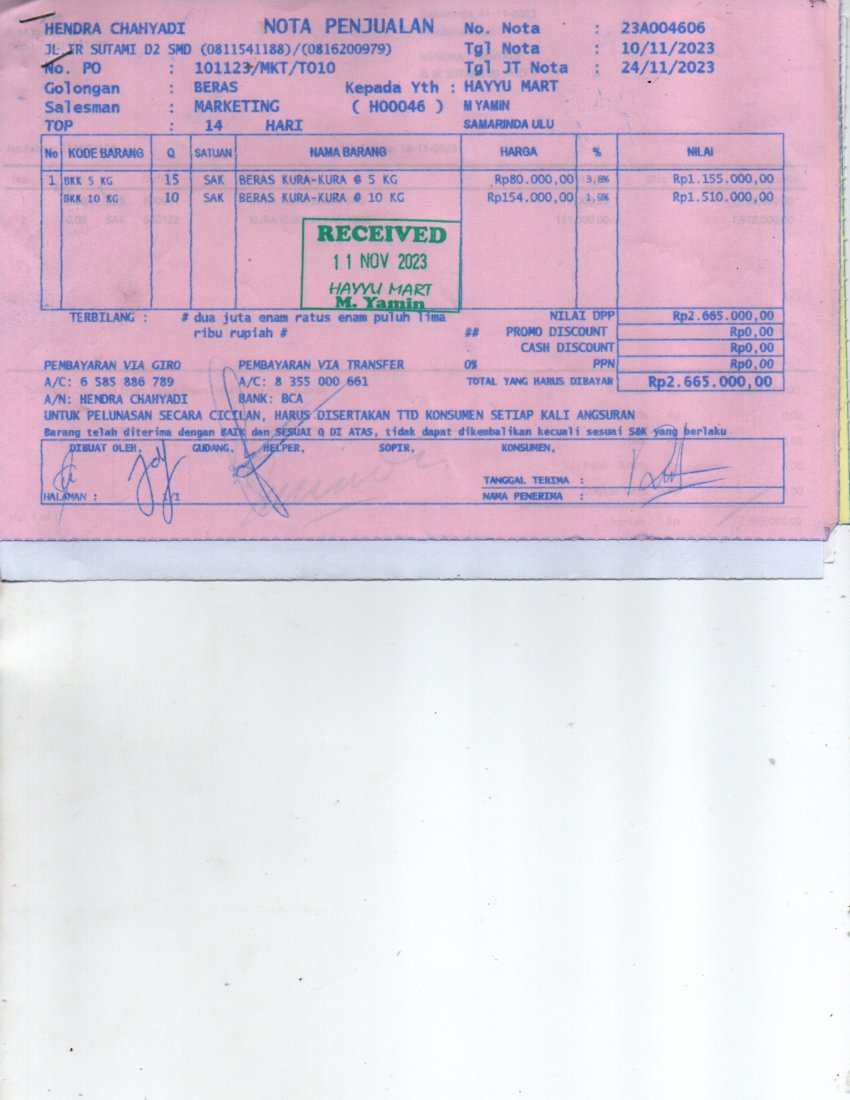 HENDRA CHAHYADI NOTA PENJUALAN No. Nota : 23A004606
JL IR SUTAMI D2 SMD (0811541188)/(0816200979) Tgl Nota : 10/11/2023
No. PO : 101123/MKT/TO10 Tgl JT Nota : 24/11/2023
Golongan : BERAS Kepada Yth : HAYYU MART
Salesman : MARKETING ( H00046 ) M YAMIN
TOP : 14 HARI SAMARINDA ULU
No KODE BARANG Q SATUAN NAMA BARANG HARGA % NILAI
1 BKK 5 KG 15 SAK BERAS KURA-KURA @ 5 KG Rp80.000,00 3,8% Rp1.155.000,00
BKK 10 KG 10 SAK BERAS KURA-KURA @ 10 KG Rp154.000,00 1,9% Rp1.510.000,00
RECEIVED
11 NOV 2023
HAYYU MART
M. Yamin
TERBILANG : # dua juta enam ratus enam puluh lima NILAI DPP Rp2.665.000,00
ribu rupiah # ## PROMO DISCOUNT Rp0,00
CASH DISCOUNT Rp0,00
PEMBAYARAN VIA GIRO PEMBAYARAN VIA TRANSFER 0% PPN Rp0,00
A/C: 6 585 886 789 A/C: 8 355 000 661 TOTAL YANG HARUS DIBAYAR Rp2.665.000,00
A/N: HENDRA CHAHYADI BANK: BCA
UNTUK PELUNASAN SECARA CICILAN, HARUS DISERTAKAN TTD KONSUMEN SETIAP KALI ANGSURAN
Barang telah diterima dengan BAIK dan SESUAI Q DI ATAS, tidak dapat dikembalikan kecuali sesuai S&K yang berlaku
DIBUAT OLEH, GUDANG, HELPER, SOPIR, KONSUMEN,
TANGGAL TERIMA :
HALAMAN : 1/1 NAMA PENERIMA :